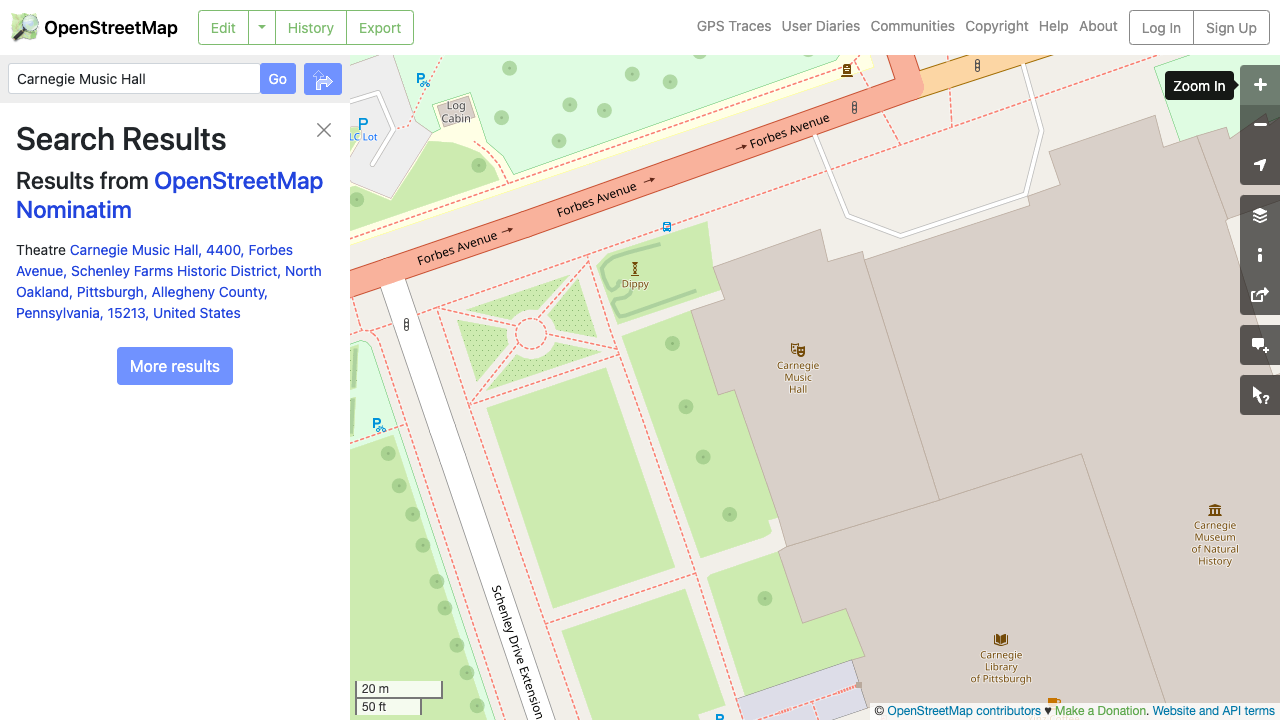 OpenStreetMap
Edit
History
Export
GPS Traces
User Diaries
Communities
Copyright
Help
About
Log In
Sign Up
Carnegie Music Hall
Go
Search Results
Results from OpenStreetMap
Nominatim
Theatre Carnegie Music Hall, 4400, Forbes
Avenue, Schenley Farms Historic District, North
Oakland, Pittsburgh, Allegheny County,
Pennsylvania, 15213, United States
More results
Zoom In
P
Log
Cabin
P
LC Lot
Forbes Avenue
Forbes Avenue
Forbes Avenue
Dippy
Carnegie
Music
Hall
P
Carnegie
Museum
of Natural
History
Schenley Drive Extension
Carnegie
Library
of Pittsburgh
P
20 m
50 ft
© OpenStreetMap contributors ♥ Make a Donation. Website and API terms